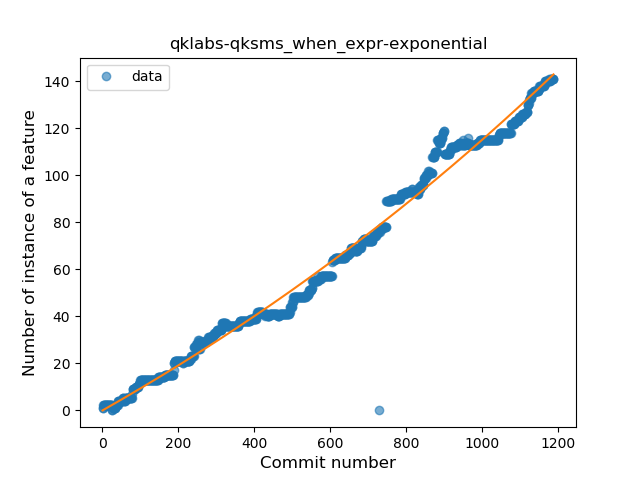 qklabs-qksms_when_expr-exponential
data
Number of instance of a feature
140
120
100
80
60
40
20
0
0 200 400 600 800 1000 1200
Commit number